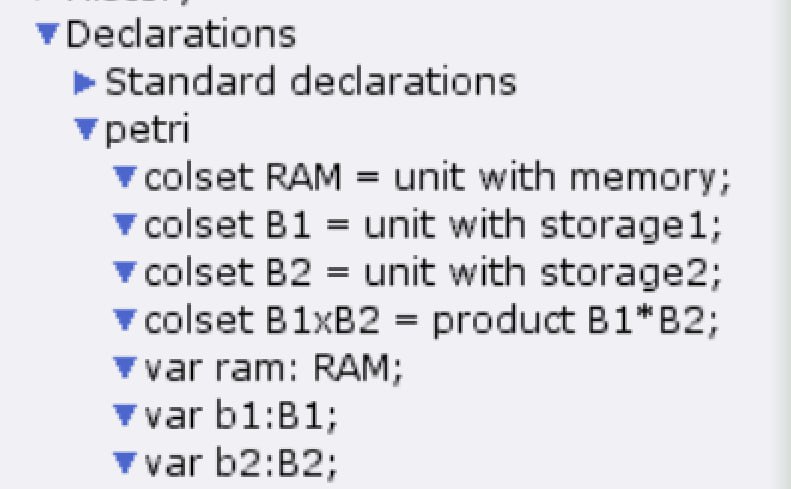 Declarations
Standard declarations
petri
colset RAM = unit with memory;
colset B1 = unit with storage1;
colset B2 = unit with storage2;
colset B1xB2 = product B1*B2;
var ram: RAM;
var b1:B1;
var b2:B2;